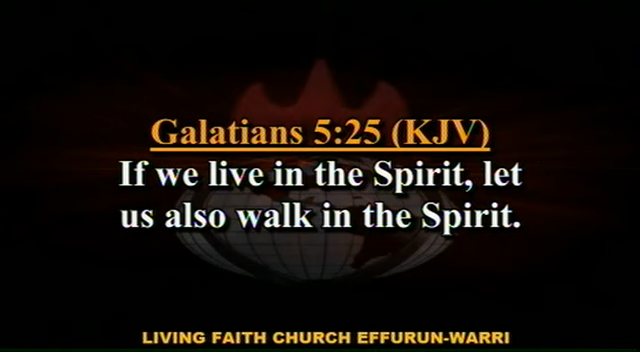 Galatians 5:25 (KJV)
If we live in the Spirit, let
us also walk in the Spirit.
LIVING FAITH CHURCH EFFURUN-WARRI